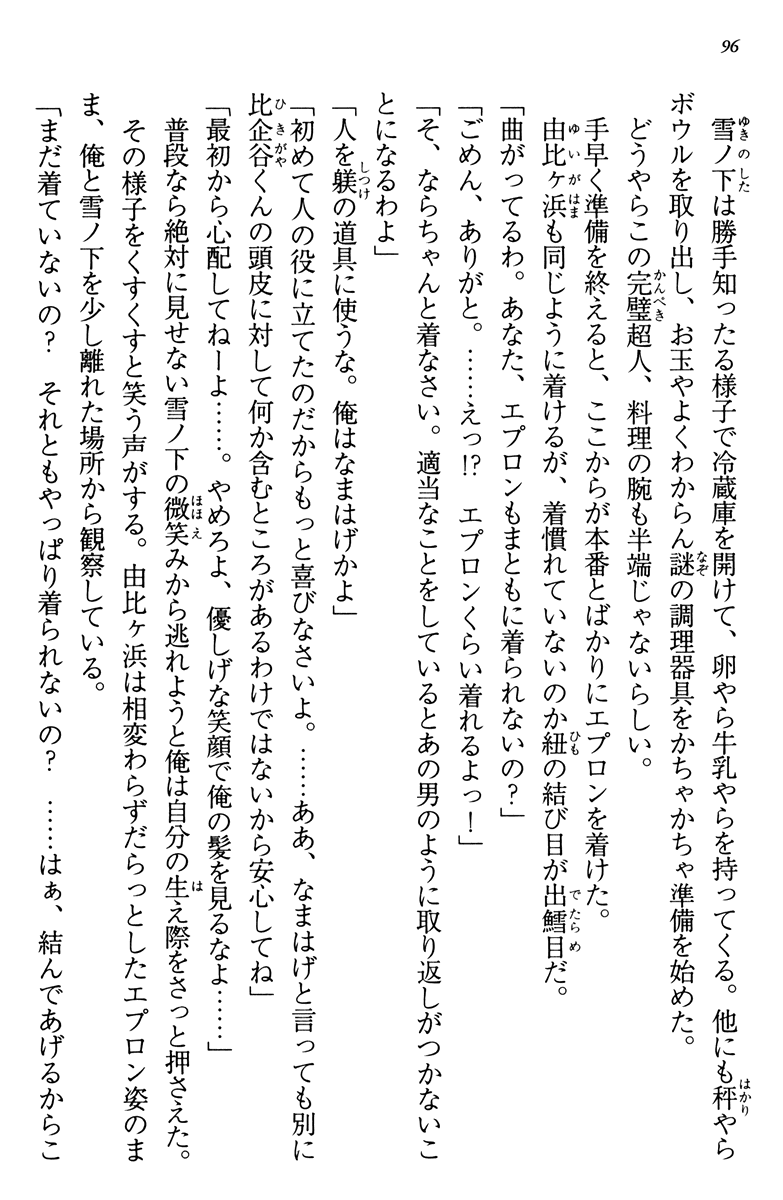 96
雪ノ下は勝手知ったる様子で冷蔵庫を開けて、卵やら牛乳やらを持ってくる。他にも秤やら
ボウルを取り出し、お玉やよくわからん謎の調理器具をかちゃかちゃ準備を始めた。
どうやらこの完璧超人、料理の腕も半端じゃないらしい。
手早く準備を終えると、ここからが本番とばかりにエプロンを着けた。
由比ヶ浜も同じように着けるが、着慣れていないのか紐の結び目が出鱈目だ。
「曲がってるわ。あなた、エプロンもまともに着られないの？」
「ごめん、ありがと。……えっ!?　エプロンくらい着れるよっ！」
「そ、ならちゃんと着なさい。適当なことをしているとあの男のように取り返しがつかないこ
とになるわよ」
「人を躾の道具に使うな。俺はなまはげかよ」
「初めて人の役に立てたのだからもっと喜びなさいよ。……ああ、なまはげと言っても別に
比企谷くんの頭皮に対して何か含むところがあるわけではないから安心してね」
「最初から心配してねーよ……。やめろよ、優しげな笑顔で俺の髪を見るなよ……」
普段なら絶対に見せない雪ノ下の微笑みから逃れようと俺は自分の生え際をさっと押さえた。
その様子をくすくすと笑う声がする。由比ヶ浜は相変わらずだらっとしたエプロン姿のま
ま、俺と雪ノ下を少し離れた場所から観察している。
「まだ着ていないの？　それともやっぱり着られないの？　……はぁ、結んであげるからこ